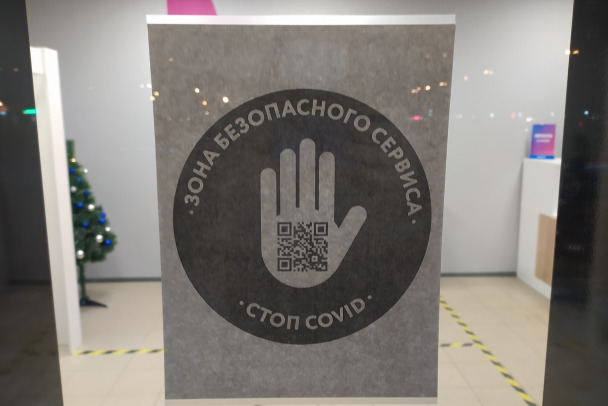 · ЗОНА БЕЗОПАСНОГО СЕРВИСА ·
· СТОП COVID ·